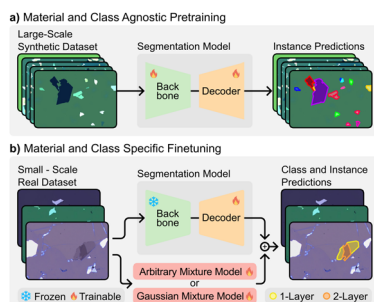 a) Material and Class Agnostic Pretraining
Large-Scale
Synthetic Dataset
Segmentation Model
Instance Predictions
Back
bone
Decoder
b) Material and Class Specific Finetuning
Small - Scale
Real Dataset
Segmentation Model
Class and Instance
Predictions
Back
bone
Decoder
Arbitrary Mixture Model
or
Gaussian Mixture Model
Frozen
Trainable
1-Layer
2-Layer